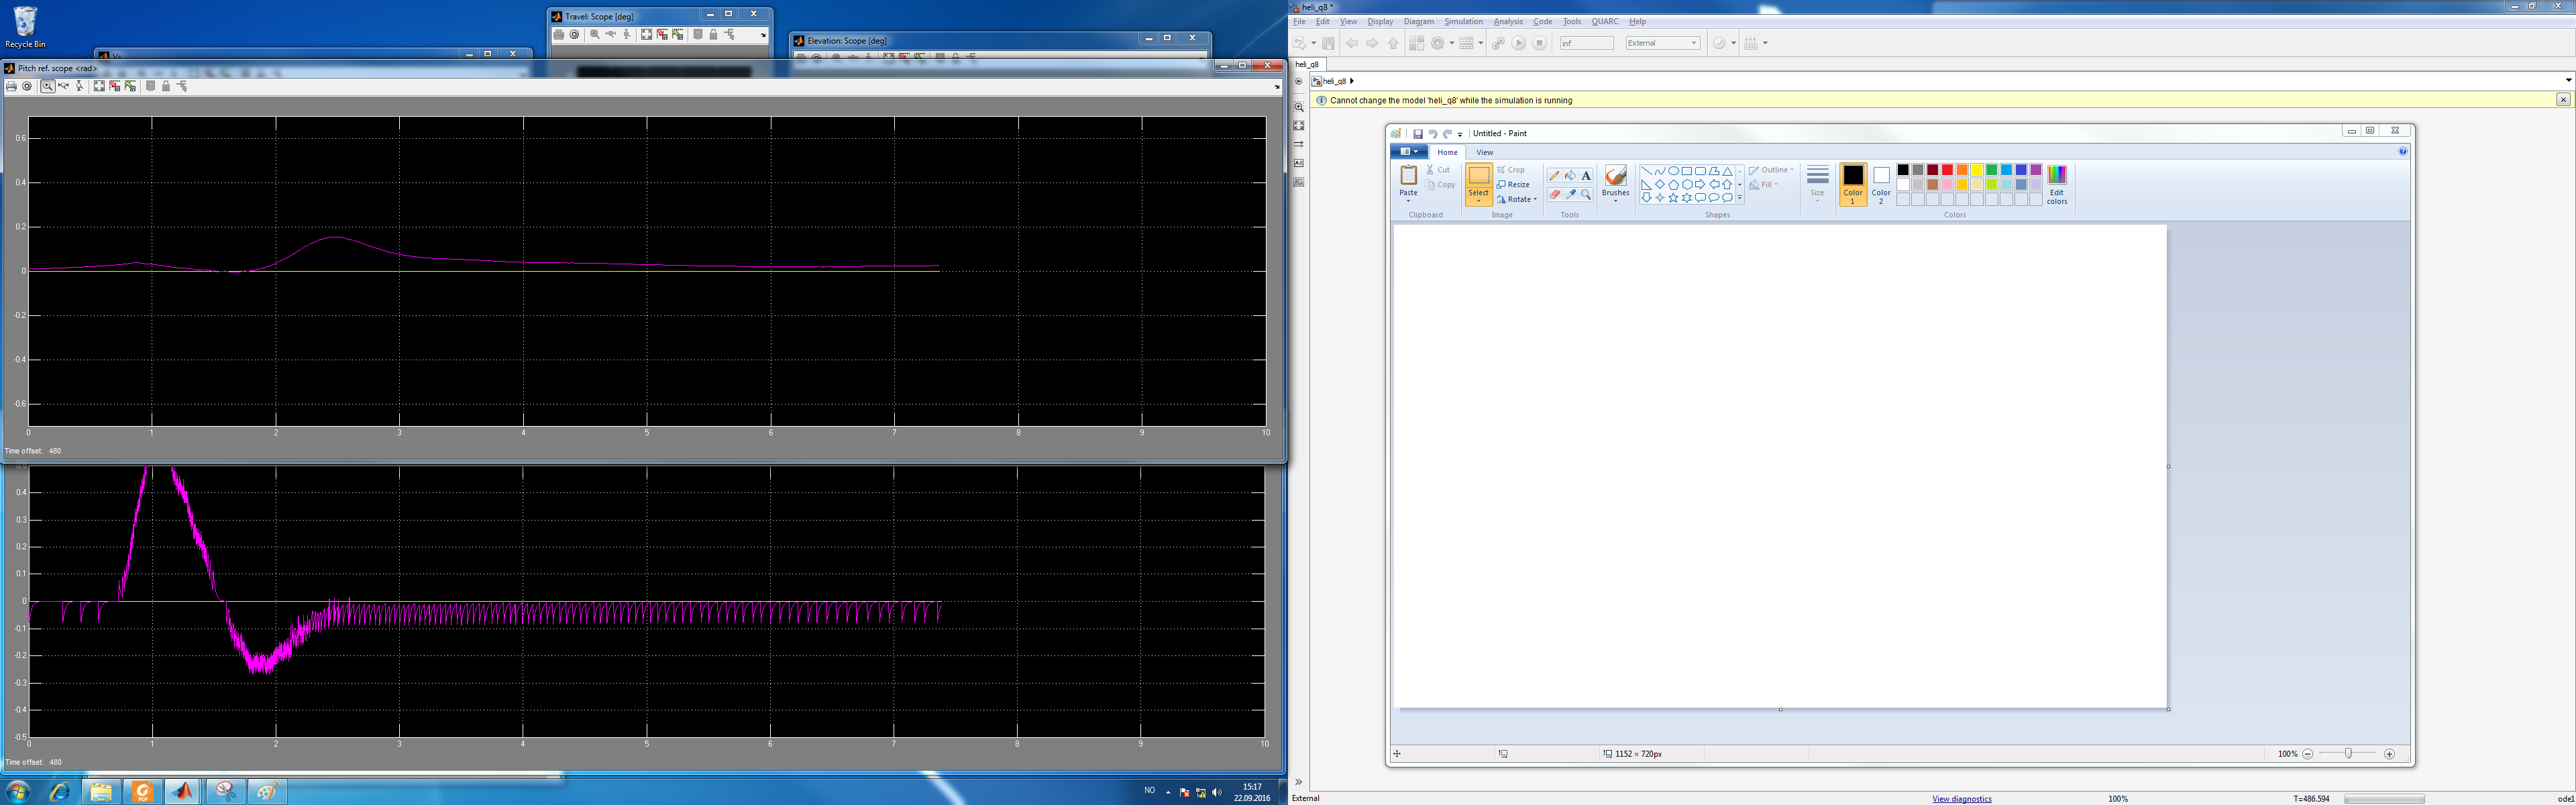 Recycle Bin
Travel: Scope [deg]
Elevation: Scope [deg]
Pitch ref. scope <rad>
0.6
0.4
0.2
0
-0.2
-0.4
-0.6
0 1 2 3 4 5 6 7 8 9 10
Time offset: 480
0.4
0.3
0.2
0.1
0
-0.1
-0.2
-0.3
-0.4
-0.5
0 1 2 3 4 5 6 7 8 9 10
Time offset: 480
NO
15:17
22.09.2016
heli_q8 *
File Edit View Display Diagram Simulation Analysis Code Tools QUARC Help
inf
External
heli_q8
heli_q8
Cannot change the model 'heli_q8' while the simulation is running
Untitled - Paint
Home View
Paste
Cut
Copy
Clipboard
Select
Crop
Resize
Rotate
Image
A
Tools
Brushes
Outline
Fill
Shapes
Size
Color
1
Color
2
Edit
colors
Colors
1152 × 720px
100%
External
View diagnostics
100%
T=486.594
ode1